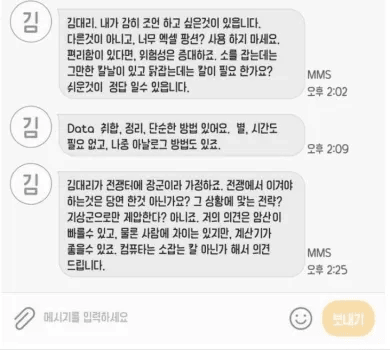 김
김대리. 내가 감히 조언 하고 싶은것이 있읍니다.
다른것이 아니고, 너무 멕셀 팡션? 사용 하지 마세요.
편리함이 있다면, 위험성은 증대하죠. 소를 잡는데는
그만한 칼날이 있고 닭잡는데는 칼이 필요 한가요?
쉬운것이 정답 일수 있읍니다.
MMS
오후 2:02
김
Data 취합, 정리, 단순한 방법 있어요. 별, 시간도
필요 없고, 나중 아날로그 방법도 있죠.
오후 2:09
김
김대리가 전쟁터에 공군이라 가정하죠. 전쟁에서 이겨야
하는것은 당연 한것 아닌가요? 그 상황에 맞는 전략?
지상군으로만 제압한다? 아니죠. 저의 의견은 암산이
빠를수 있고, 물론 사람에 차이는 있지만, 계산기가
좋을수 있죠. 컴퓨타는 소잡는 칼 아닌가 해서 의견
드립니다.
MMS
오후 2:25
메시기를 입력하세요
뽀내기